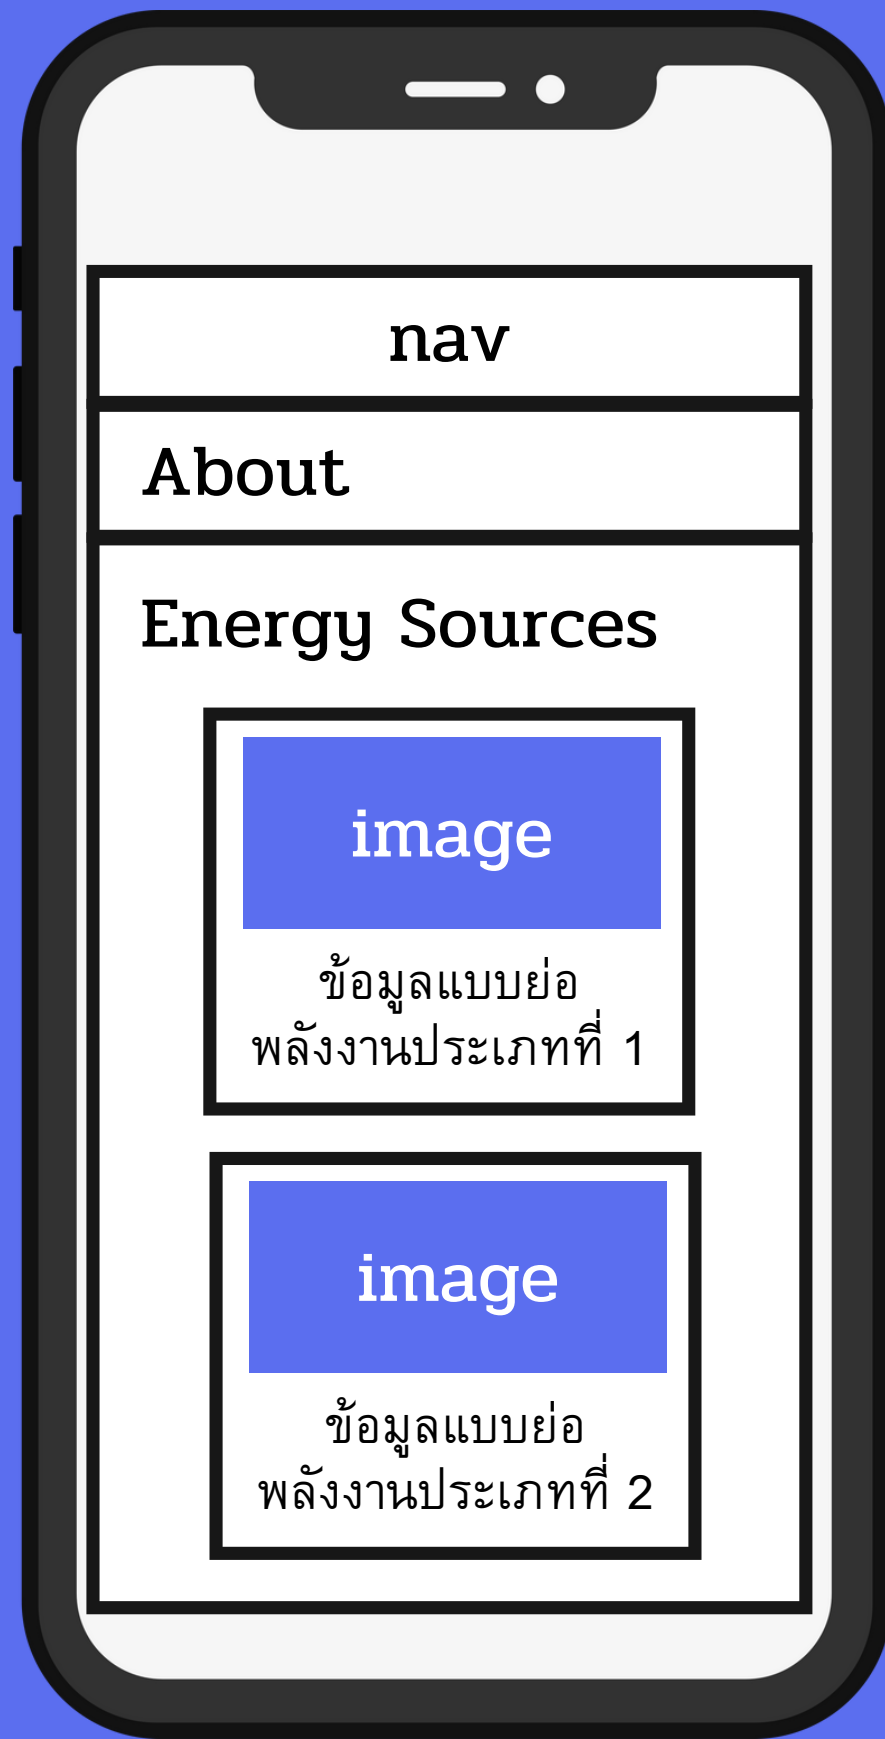 nav
About
Energy Sources
image
ข้อมูลแบบย่อ
พลังงานประเภทที่ 1
image
ข้อมูลแบบย่อ
พลังงานประเภทที่ 2